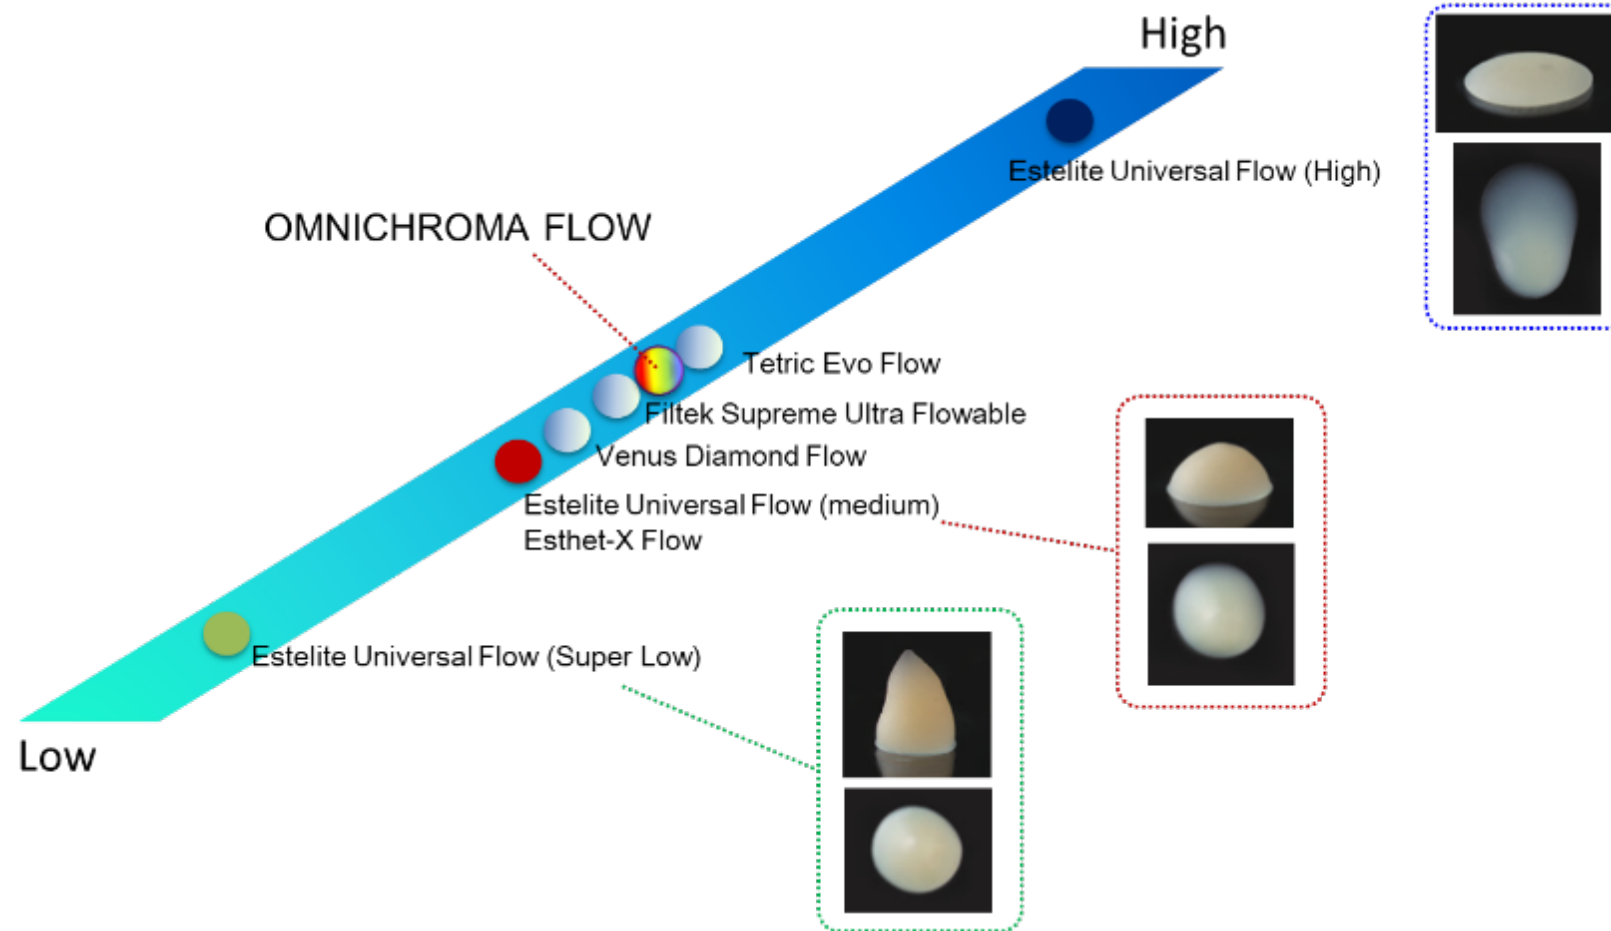 High
Estelite Universal Flow (High)
OMNICHROMA FLOW
Tetric Evo Flow
Filtek Supreme Ultra Flowable
Venus Diamond Flow
Estelite Universal Flow (medium)
Esthet-X Flow
Estelite Universal Flow (Super Low)
Low